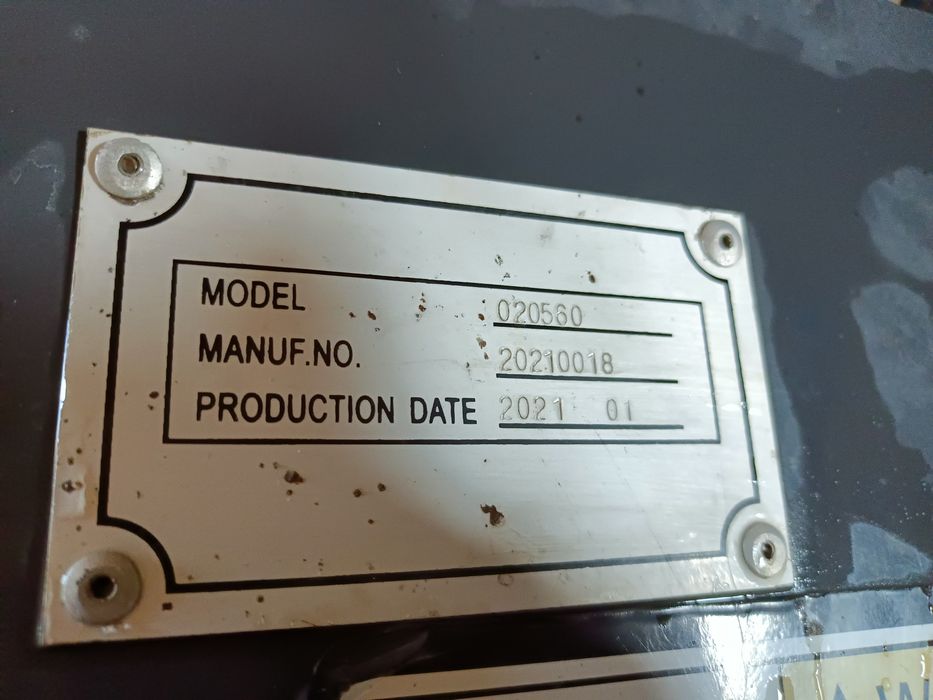 MODEL 020560
MANUF.NO. 20210018
PRODUCTION DATE 2021 01